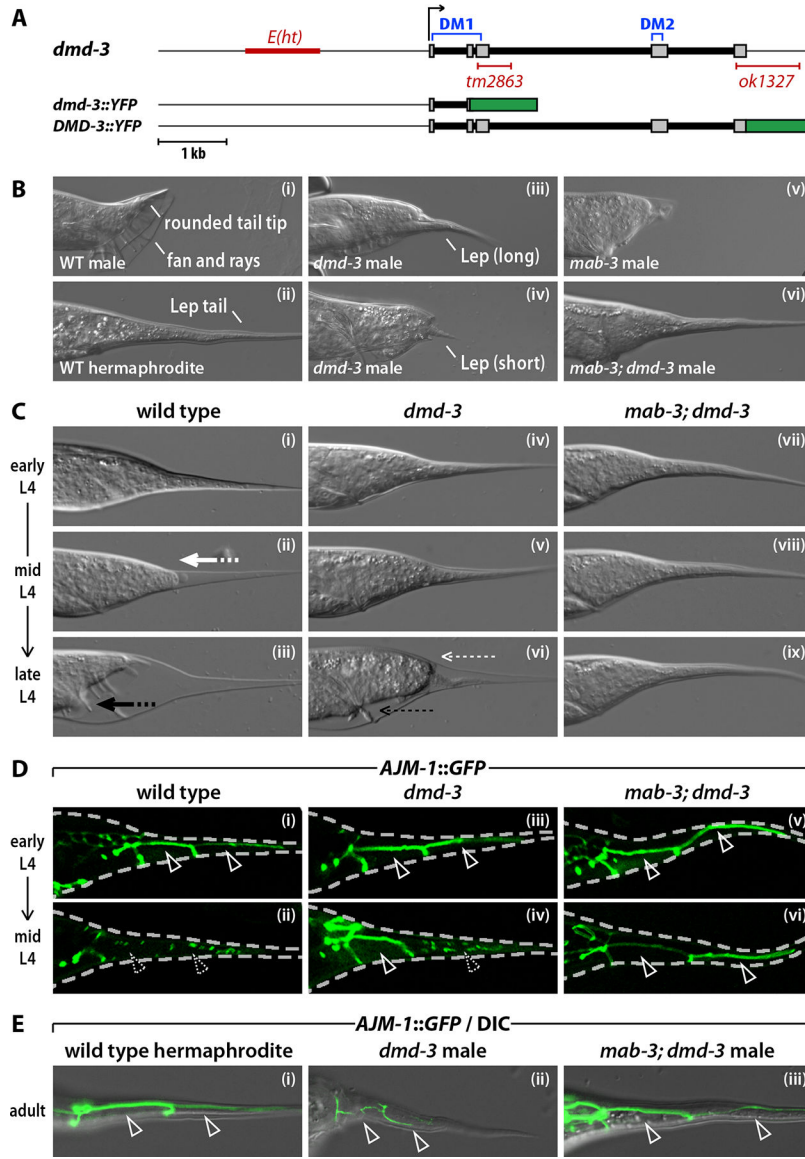 A
dmd-3
E(ht)
DM1
DM2
tm2863
ok1327
dmd-3::YFP
DMD-3::YFP
1 kb
B
(i)
rounded tail tip
fan and rays
WT male
(iii)
Lep (long)
dmd-3 male
(v)
mab-3 male
(ii)
Lep tail
WT hermaphrodite
(iv)
Lep (short)
dmd-3 male
(vi)
mab-3; dmd-3 male
C
wild type
dmd-3
mab-3; dmd-3
early L4
(i)
(iv)
(vii)
mid L4
(ii)
(v)
(viii)
late L4
(iii)
(vi)
(ix)
D
AJM-1::GFP
wild type
dmd-3
mab-3; dmd-3
early L4
(i)
(iii)
(v)
mid L4
(ii)
(iv)
(vi)
E
AJM-1::GFP / DIC
wild type hermaphrodite
dmd-3 male
mab-3; dmd-3 male
adult
(i)
(ii)
(iii)